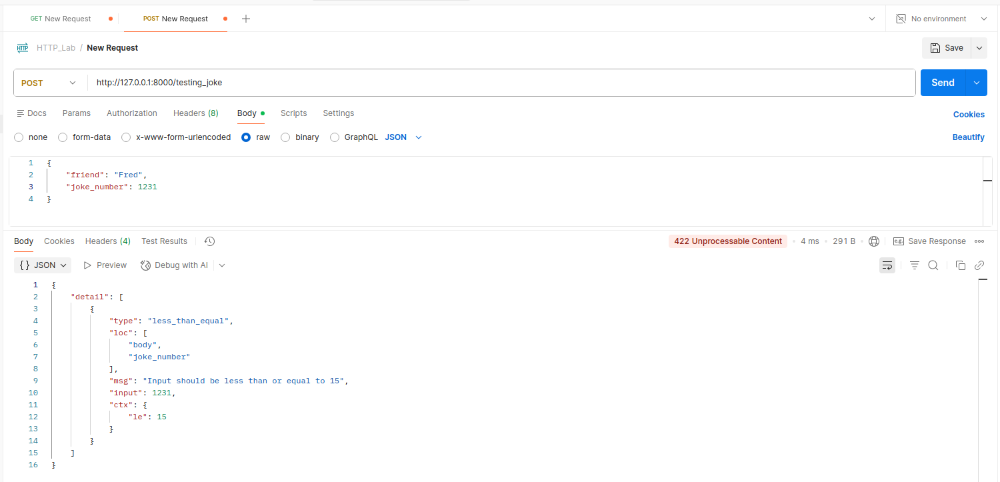 GET New Request POST New Request No environment
HTTP HTTP_Lab / New Request Save
POST http://127.0.0.1:8000/testing_joke Send
Docs Params Authorization Headers (8) Body Scripts Settings Cookies
none form-data x-www-form-urlencoded raw binary GraphQL JSON Beautify
1 {
2 "friend": "Fred",
3 "joke_number": 1231
4 }
Body Cookies Headers (4) Test Results 422 Unprocessable Content 4 ms 291 B e.g. Save Response
{} JSON Preview Debug with AI
1 {
2 "detail": [
3 {
4 "type": "less_than_equal",
5 "loc": [
6 "body",
7 "joke_number"
8 ],
9 "msg": "Input should be less than or equal to 15",
10 "input": 1231,
11 "ctx": {
12 "le": 15
13 }
14 }
15 ]
16 }